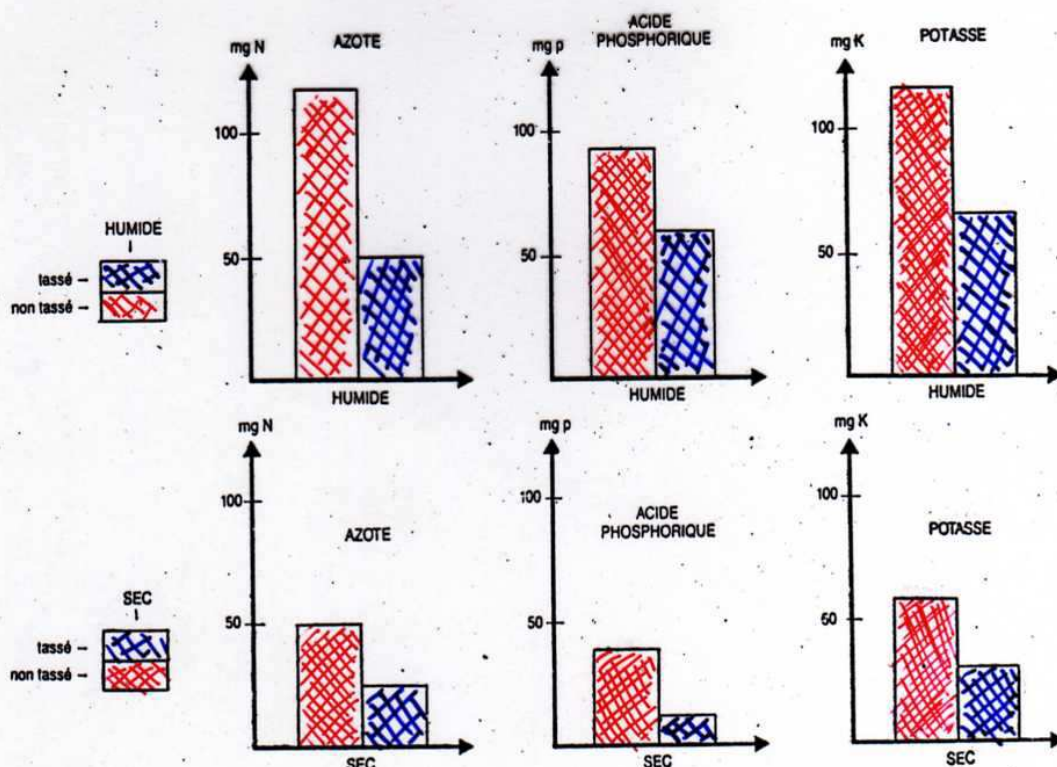 AZOTE
ACIDE
PHOSPHORIQUE
POTASSE
mg N
mg p
mg K
100
50
100
50
100
50
HUMIDE
tassé
non tassé
HUMIDE
HUMIDE
HUMIDE
mg N
mg p
mg K
100
50
100
50
100
50
AZOTE
ACIDE
PHOSPHORIQUE
POTASSE
SEC
tassé
non tassé
SEC
SEC
SEC